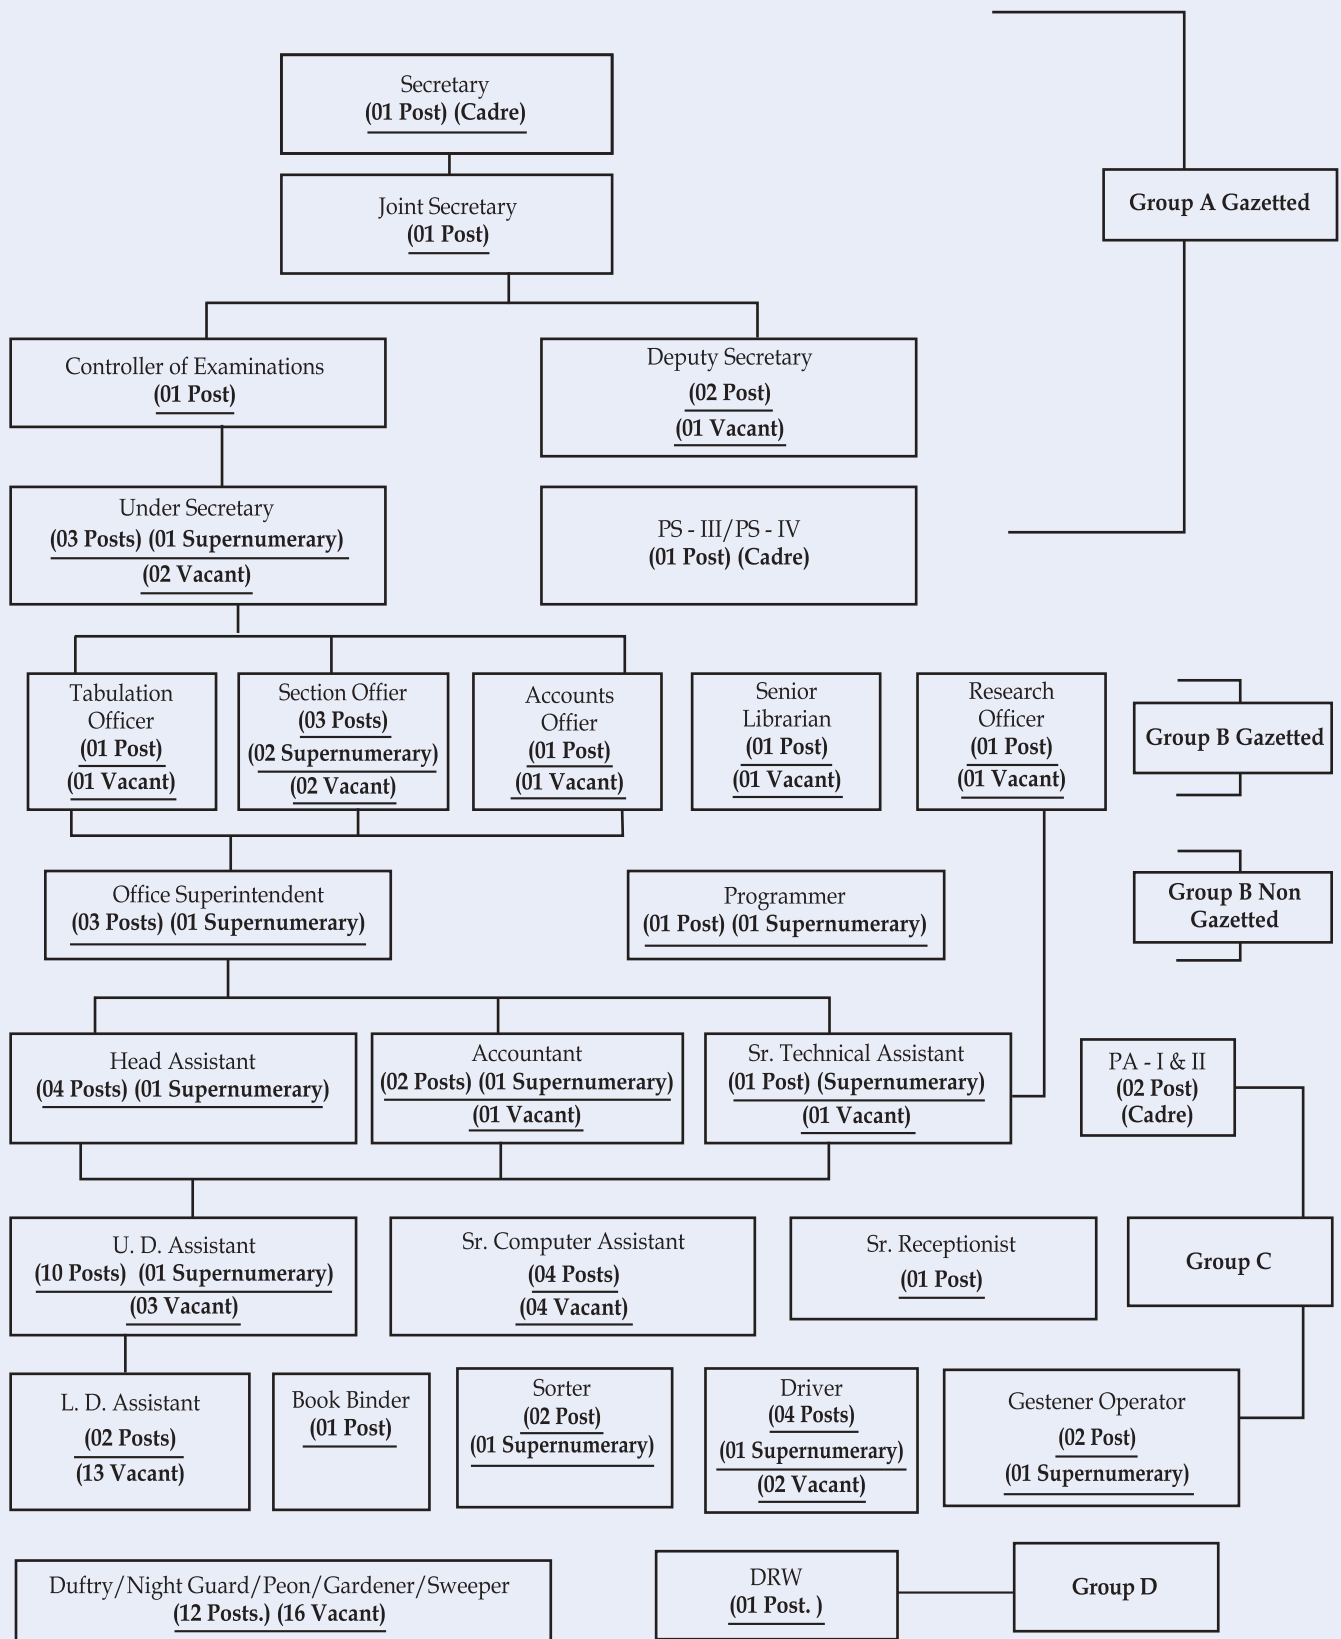 Secretary
(01 Post) (Cadre)
Joint Secretary
(01 Post)
Group A Gazetted
Controller of Examinations
(01 Post)
Deputy Secretary
(02 Post)
(01 Vacant)
Under Secretary
(03 Posts) (01 Supernumerary)
(02 Vacant)
PS - III/PS - IV
(01 Post) (Cadre)
Tabulation
Officer
(01 Post)
(01 Vacant)
Section Offier
(03 Posts)
(02 Supernumerary)
(02 Vacant)
Accounts
Offier
(01 Post)
(01 Vacant)
Senior
Librarian
(01 Post)
(01 Vacant)
Research
Officer
(01 Post)
(01 Vacant)
Group B Gazetted
Office Superintendent
(03 Posts) (01 Supernumerary)
Programmer
(01 Post) (01 Supernumerary)
Group B Non
Gazetted
Head Assistant
(04 Posts) (01 Supernumerary)
Accountant
(02 Posts) (01 Supernumerary)
(01 Vacant)
Sr. Technical Assistant
(01 Post) (Supernumerary)
(01 Vacant)
PA - I & II
(02 Post)
(Cadre)
U. D. Assistant
(10 Posts) (01 Supernumerary)
(03 Vacant)
Sr. Computer Assistant
(04 Posts)
(04 Vacant)
Sr. Receptionist
(01 Post)
Group C
L. D. Assistant
(02 Posts)
(13 Vacant)
Book Binder
(01 Post)
Sorter
(02 Post)
(01 Supernumerary)
Driver
(04 Posts)
(01 Supernumerary)
(02 Vacant)
Gestener Operator
(02 Post)
(01 Supernumerary)
Duftry/Night Guard/Peon/Gardener/Sweeper
(12 Posts.) (16 Vacant)
DRW
(01 Post. )
Group D